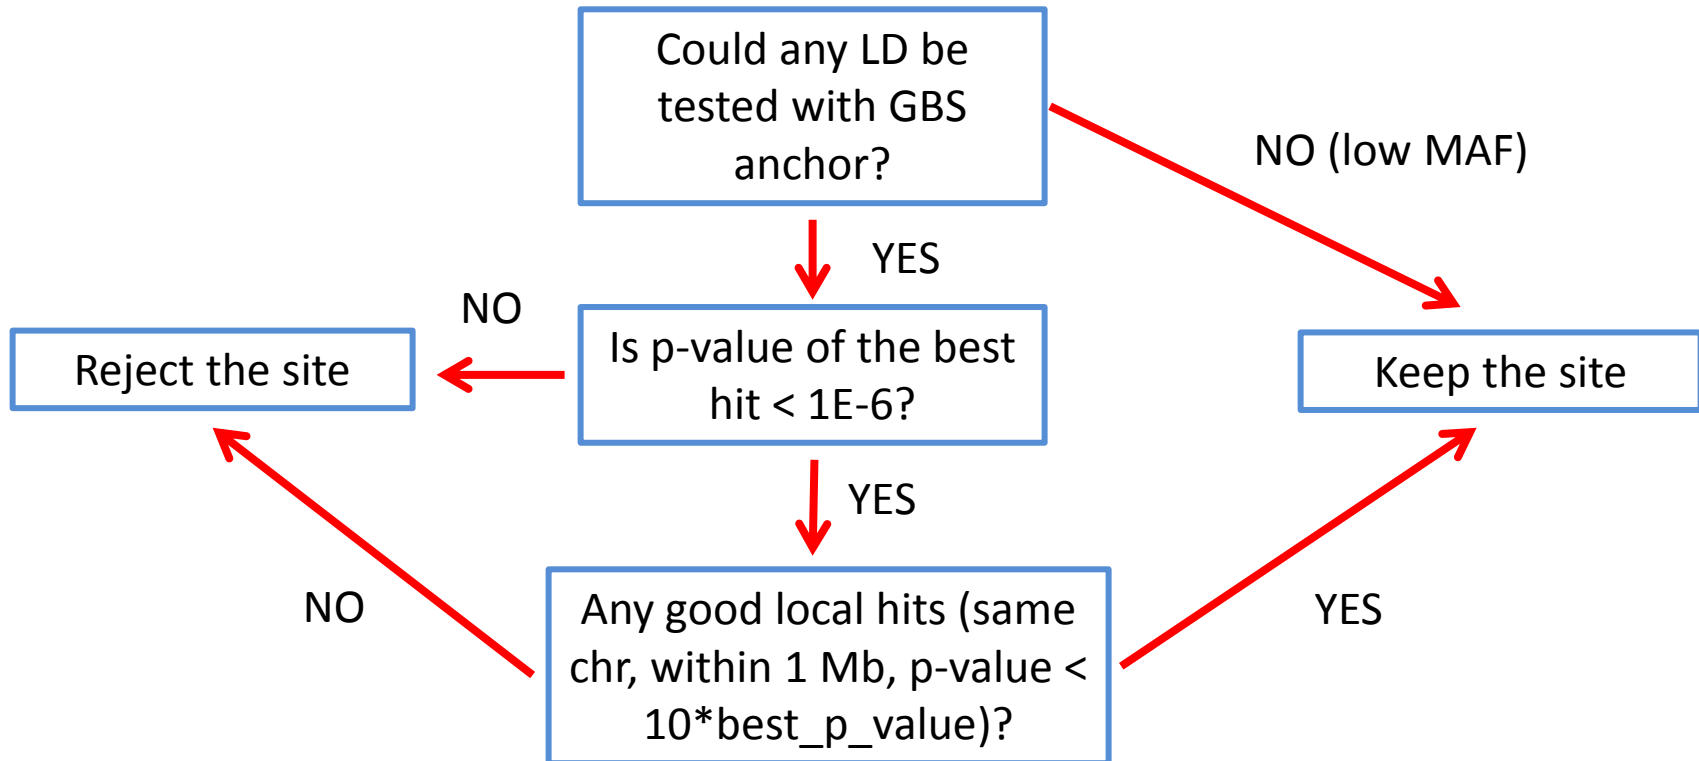 Could any LD be
tested with GBS
anchor?
NO (low MAF)
YES
NO
Reject the site
Is p-value of the best
hit < 1E-6?
Keep the site
YES
NO
Any good local hits (same
chr, within 1 Mb, p-value <
10*best_p_value)?
YES